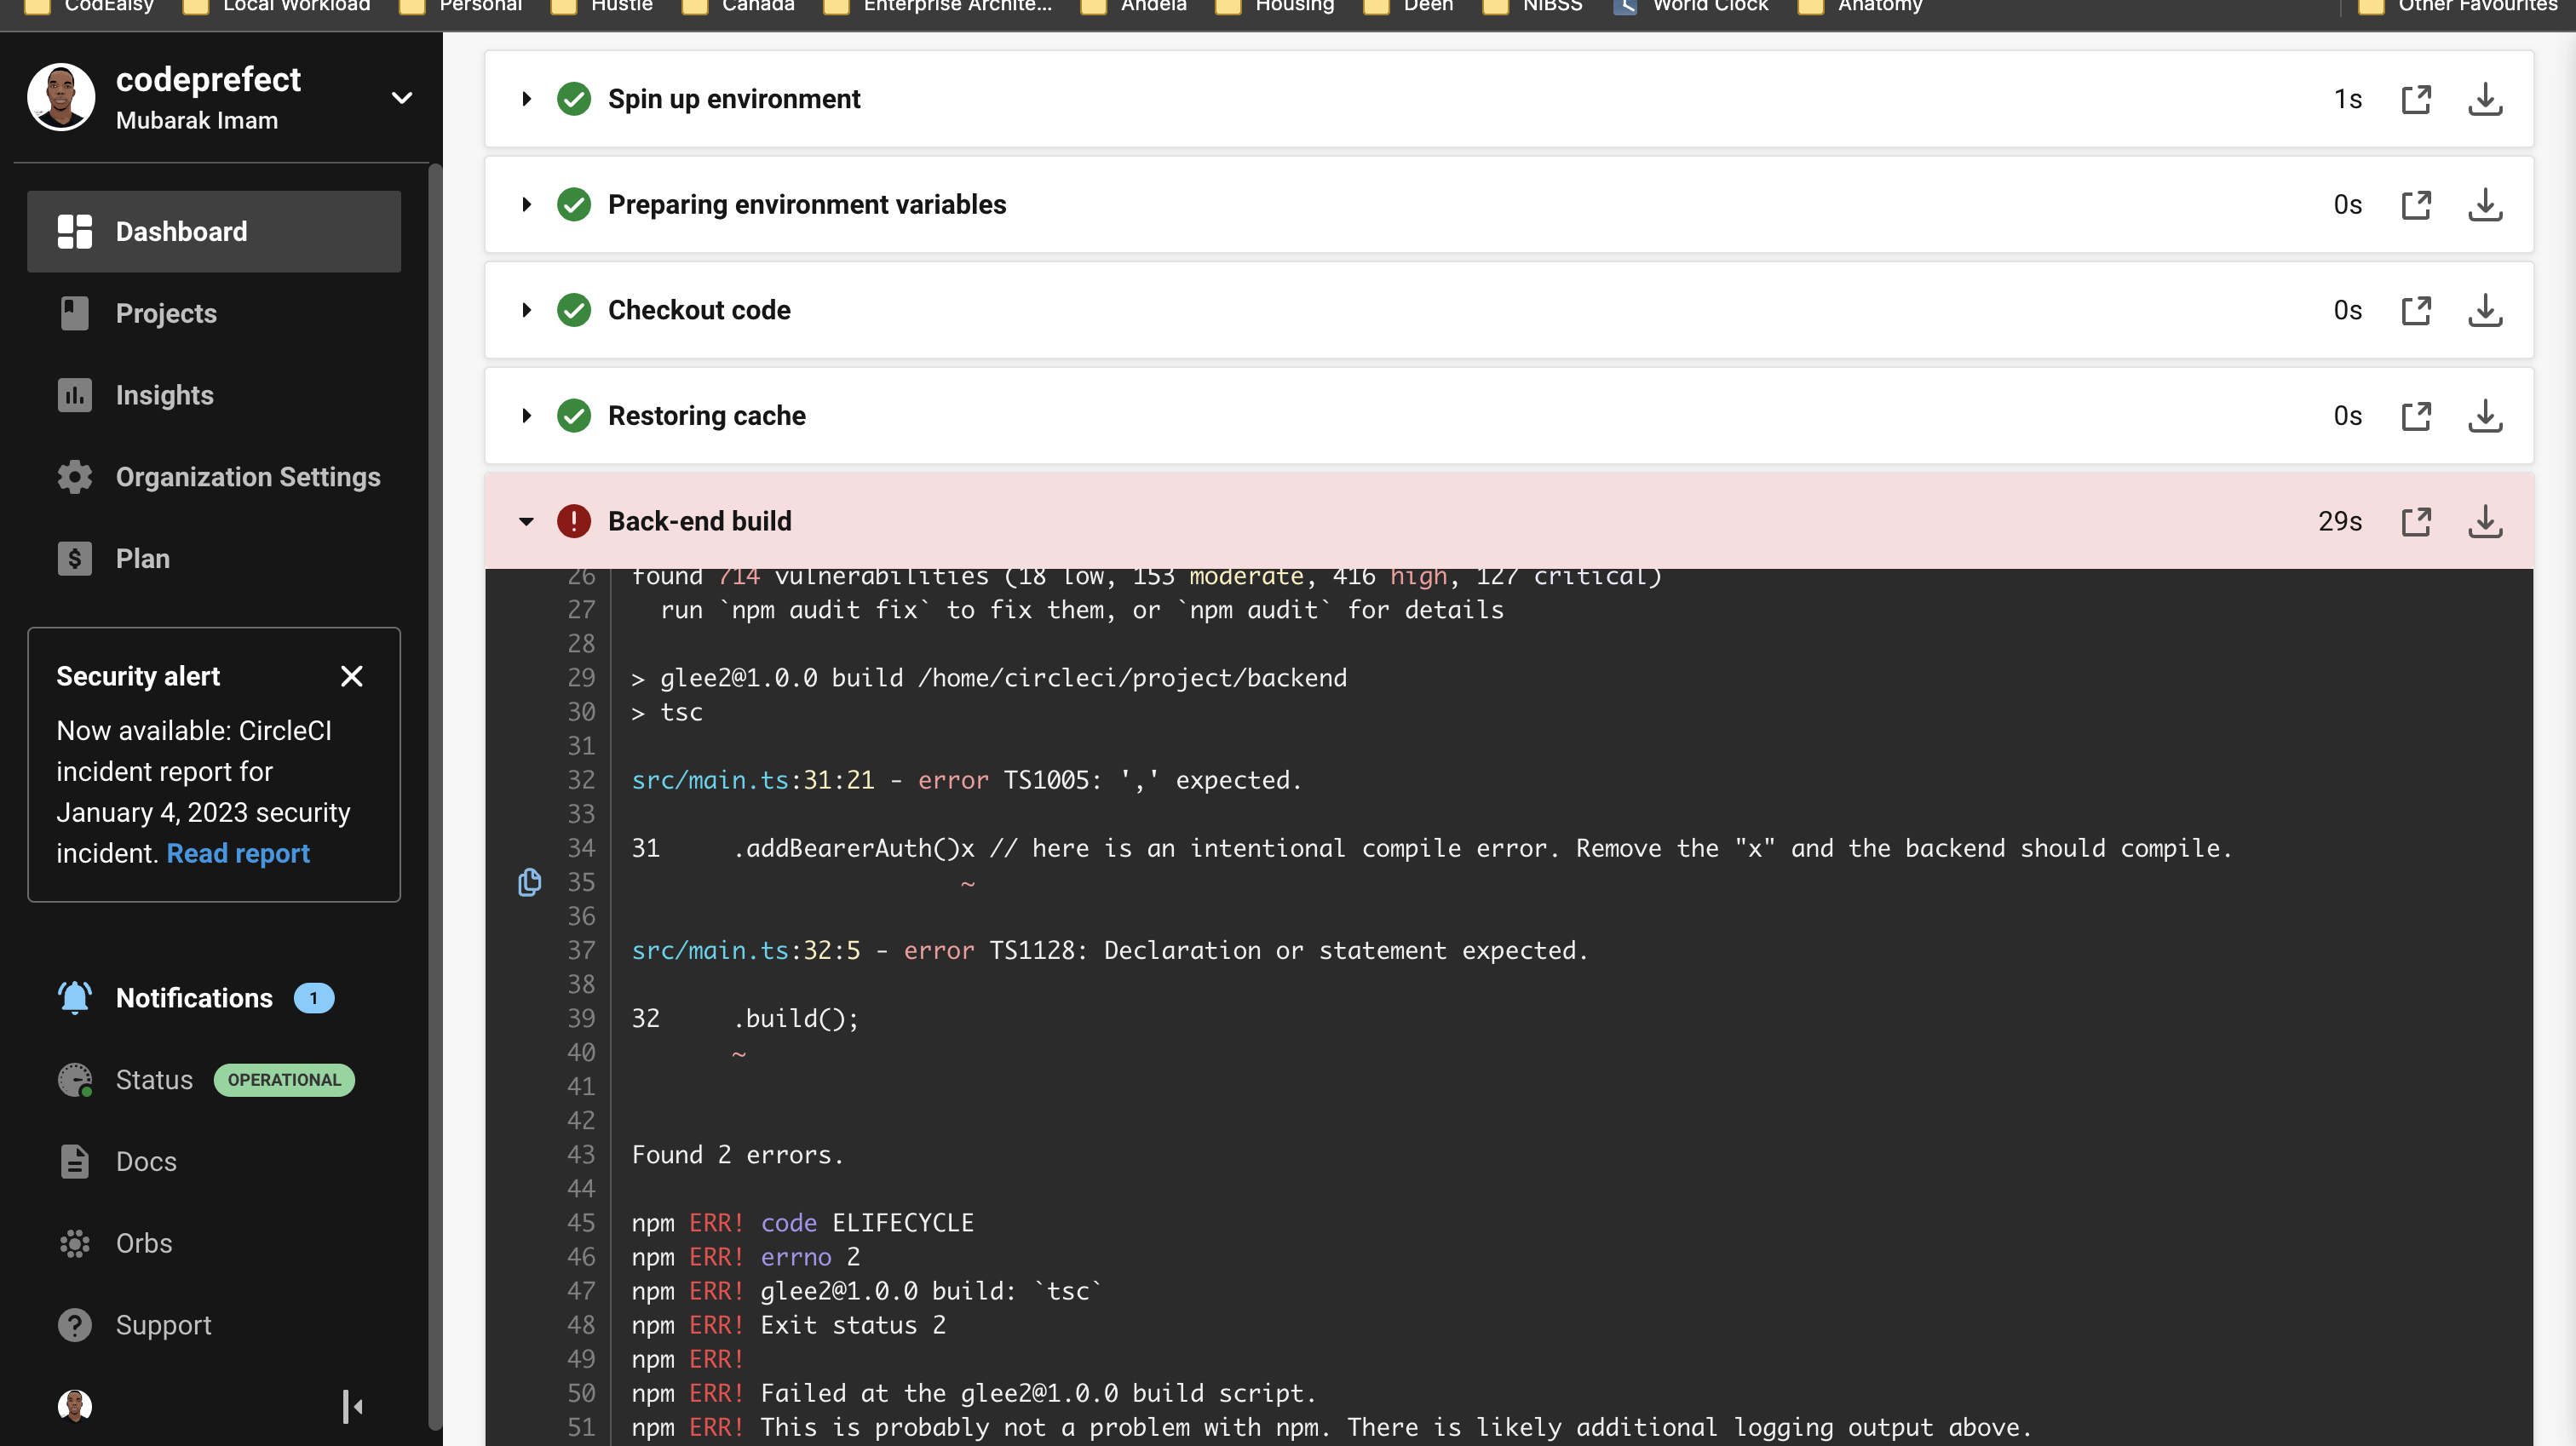 CodEaisy
Local Workload
Personal
Hustle
Canada
Enterprise Archite...
Andela
Housing
Deen
NIBSS
World Clock
Anatomy
Other Favourites
codeprefect
Mubarak Imam
Dashboard
Projects
Insights
Organization Settings
Plan
Security alert
Now available: CircleCI
incident report for
January 4, 2023 security
incident. Read report
Notifications 1
Status OPERATIONAL
Docs
Orbs
Support
Spin up environment 1s
Preparing environment variables 0s
Checkout code 0s
Restoring cache 0s
Back-end build 29s
26 found 714 vulnerabilities (18 low, 153 moderate, 416 high, 127 critical)
27 run `npm audit fix` to fix them, or `npm audit` for details
28
29 > glee2@1.0.0 build /home/circleci/project/backend
30 > tsc
31
32 src/main.ts:31:21 - error TS1005: ',' expected.
33
34 31 .addBearerAuth()x // here is an intentional compile error. Remove the "x" and the backend should compile.
35 ~
36
37 src/main.ts:32:5 - error TS1128: Declaration or statement expected.
38
39 32 .build();
40 ~
41
42
43 Found 2 errors.
44
45 npm ERR! code ELIFECYCLE
46 npm ERR! errno 2
47 npm ERR! glee2@1.0.0 build: `tsc`
48 npm ERR! Exit status 2
49 npm ERR!
50 npm ERR! Failed at the glee2@1.0.0 build script.
51 npm ERR! This is probably not a problem with npm. There is likely additional logging output above.